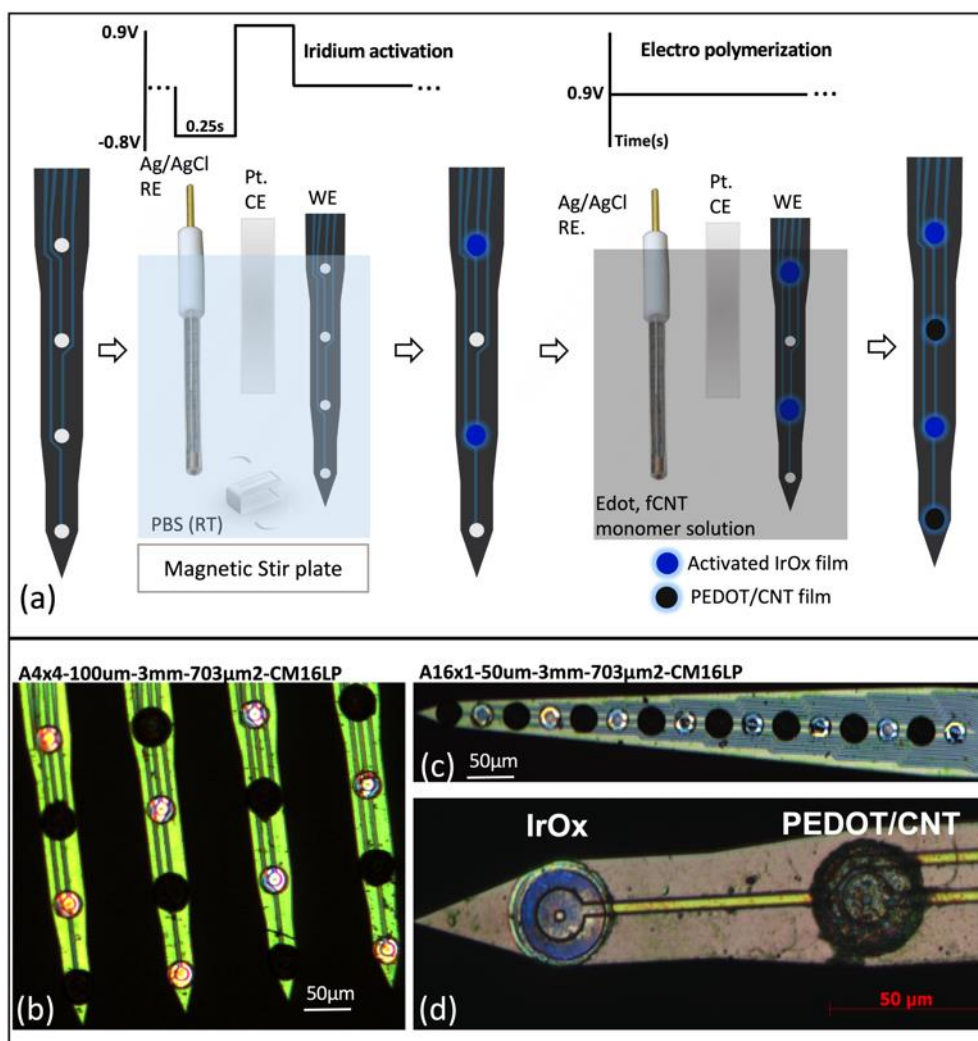 0.9V
Iridium activation
0.25s
-0.8V
Electro polymerization
0.9V
Time(s)
Ag/AgCl
RE
Pt.
CE
WE
PBS (RT)
Magnetic Stir plate
Ag/AgCl
RE.
Pt.
CE
WE
Edot, fCNT
monomer solution
Activated IrOx film
PEDOT/CNT film
(a)
A4x4-100um-3mm-703µm2-CM16LP
50µm
(b)
A16x1-50um-3mm-703µm2-CM16LP
(c)
50µm
IrOx
PEDOT/CNT
(d)
50 µm